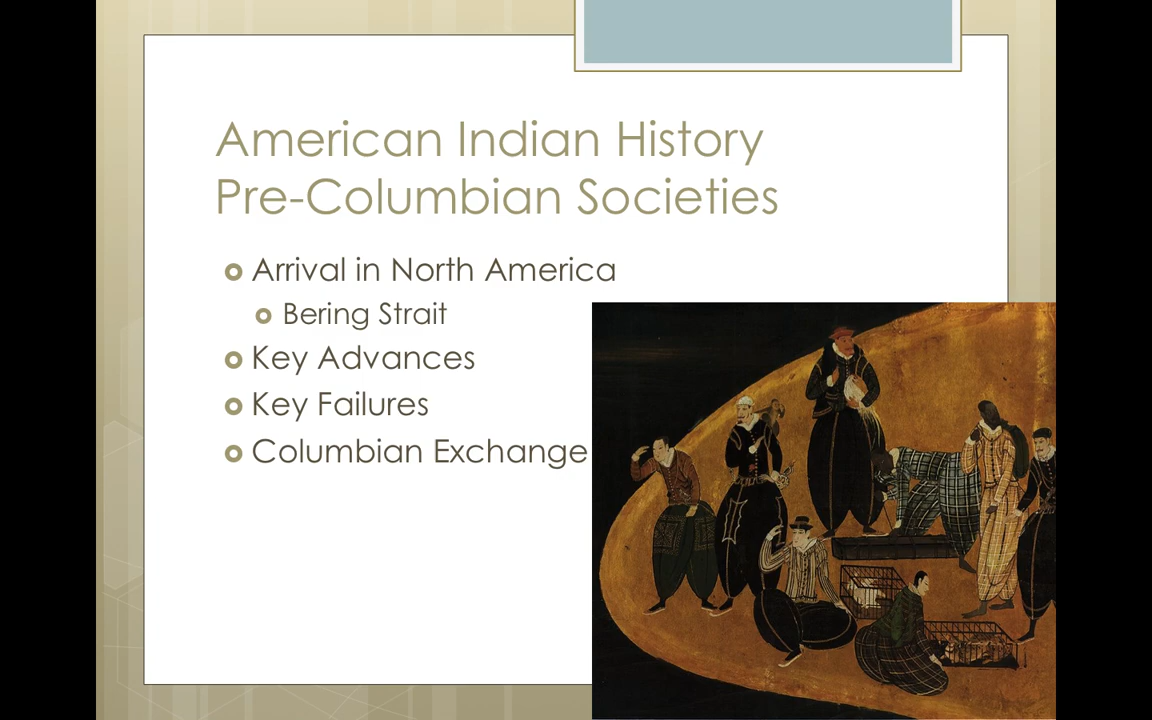 American Indian History
Pre-Columbian Societies
Arrival in North America
Bering Strait
Key Advances
Key Failures
Columbian Exchange